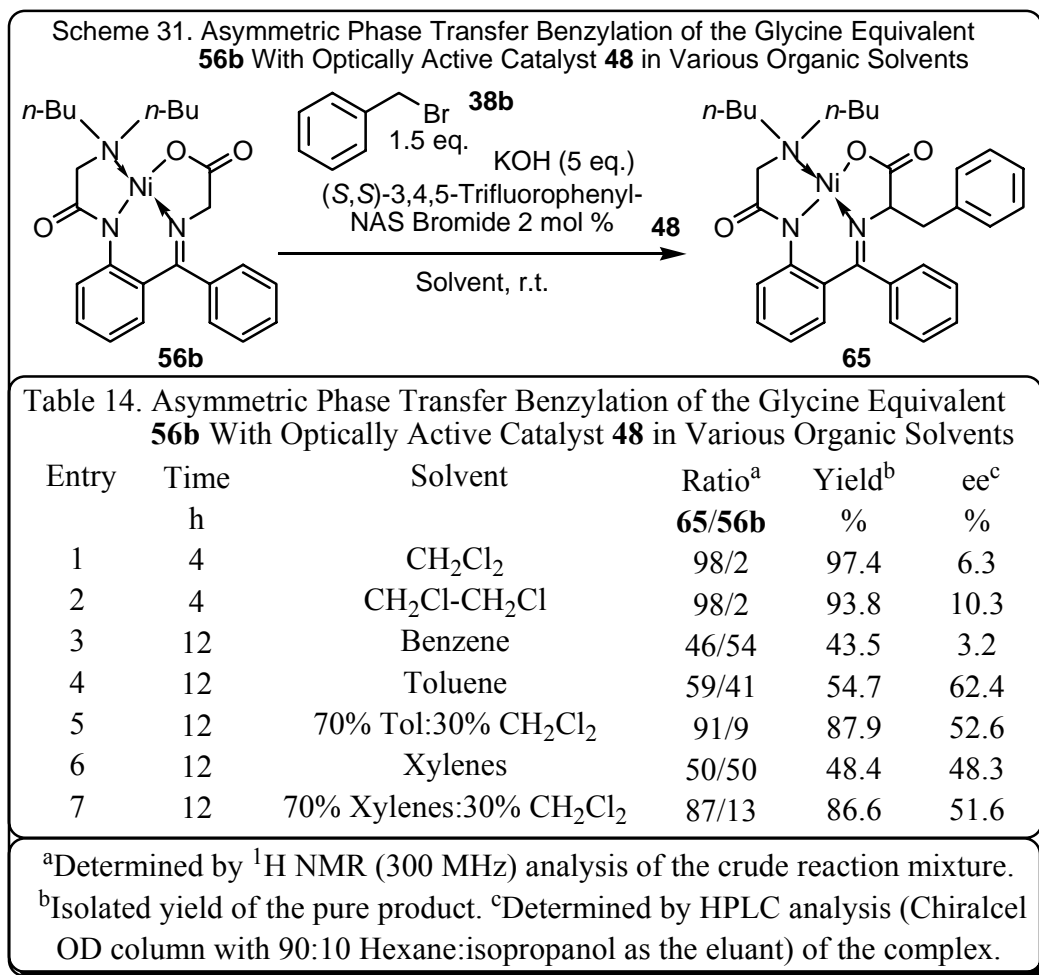 Scheme 31. Asymmetric Phase Transfer Benzylation of the Glycine Equivalent
56b With Optically Active Catalyst 48 in Various Organic Solvents
n-Bu n-Bu
N O O
Ni
O N N
56b
Br 38b
1.5 eq.
KOH (5 eq.)
(S,S)-3,4,5-Trifluorophenyl-
NAS Bromide 2 mol % 48
Solvent, r.t.
n-Bu n-Bu
N O O
Ni
O N N
65
Table 14. Asymmetric Phase Transfer Benzylation of the Glycine Equivalent
56b With Optically Active Catalyst 48 in Various Organic Solvents
Entry Time Solvent Ratioᵃ Yieldᵇ eeᶜ
h 65/56b % %
1 4 CH₂Cl₂ 98/2 97.4 6.3
2 4 CH₂Cl-CH₂Cl 98/2 93.8 10.3
3 12 Benzene 46/54 43.5 3.2
4 12 Toluene 59/41 54.7 62.4
5 12 70% Tol:30% CH₂Cl₂ 91/9 87.9 52.6
6 12 Xylenes 50/50 48.4 48.3
7 12 70% Xylenes:30% CH₂Cl₂ 87/13 86.6 51.6
ᵃDetermined by ¹H NMR (300 MHz) analysis of the crude reaction mixture.
ᵇIsolated yield of the pure product. ᶜDetermined by HPLC analysis (Chiralcel
OD column with 90:10 Hexane:isopropanol as the eluant) of the complex.